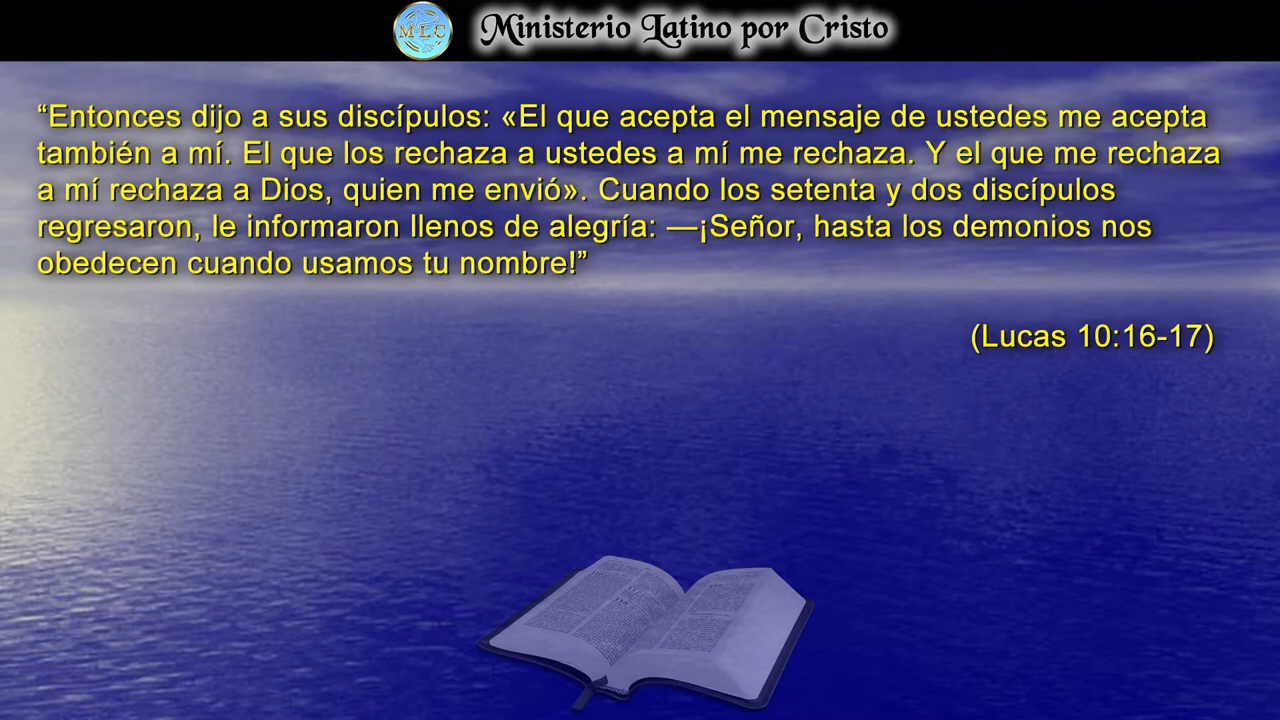 MLC
Ministerio Latino por Cristo
“Entonces dijo a sus discípulos: «El que acepta el mensaje de ustedes me acepta
también a mí. El que los rechaza a ustedes a mí me rechaza. Y el que me rechaza
a mí rechaza a Dios, quien me envió». Cuando los setenta y dos discípulos
regresaron, le informaron llenos de alegría: —¡Señor, hasta los demonios nos
obedecen cuando usamos tu nombre!”
(Lucas 10:16-17)